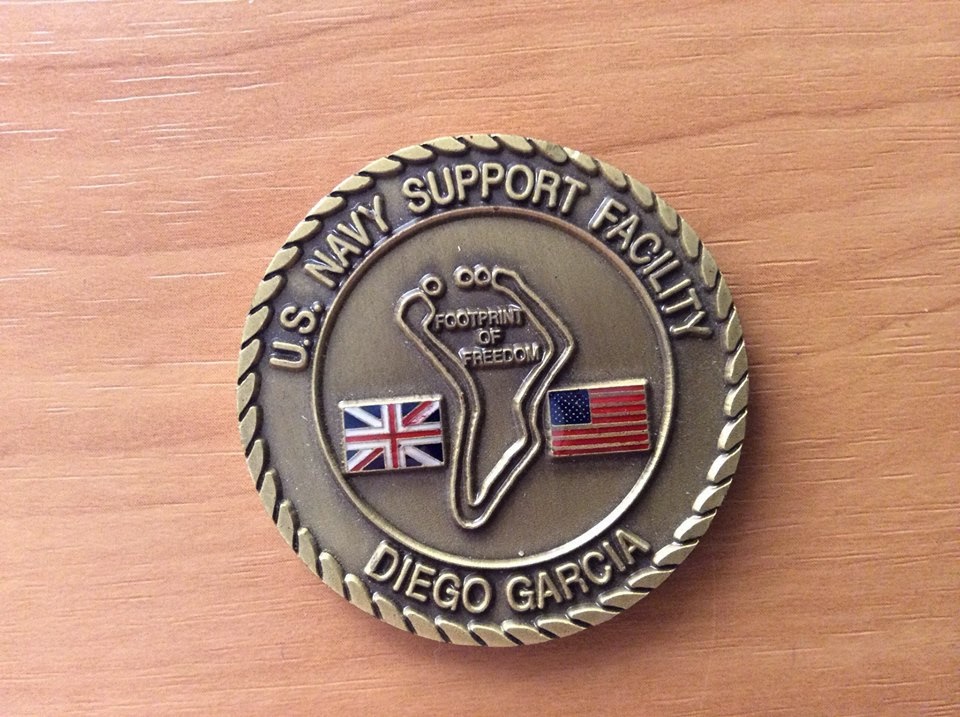 U.S. NAVY SUPPORT FACILITY
FOOTPRINT
OF
FREEDOM
DIEGO GARCIA